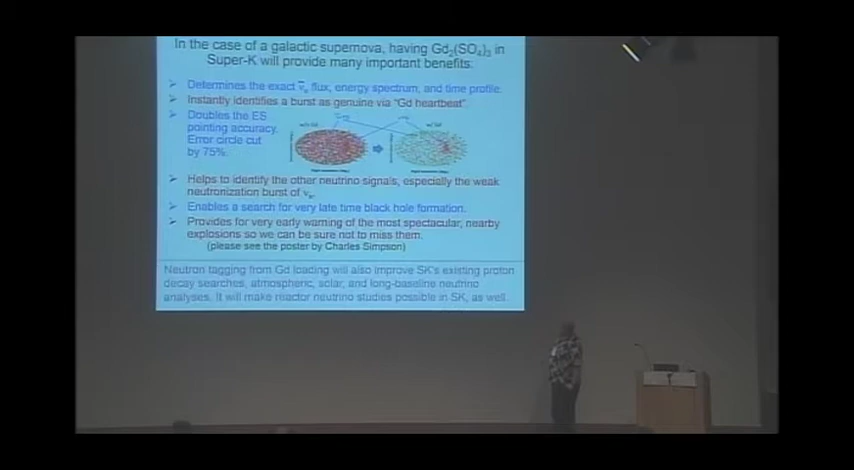 In the case of a galactic supernova, having Gd₂(SO₄)₃ in
Super-K will provide many important benefits:
➢ Determines the exact ν̅ₑ flux, energy spectrum, and time profile.
➢ Instantly identifies a burst as genuine via "Gd heartbeat".
➢ Doubles the ES
pointing accuracy.
Error circle cut
by 75%.
➢ Helps to identify the other neutrino signals, especially the weak
neutronization burst of νₑ.
➢ Enables a search for very late time black hole formation.
➢ Provides for very early warning of the most spectacular, nearby
explosions so we can be sure not to miss them.
(please see the poster by Charles Simpson)
Neutron tagging from Gd loading will also improve SK's existing proton
decay searches, atmospheric, solar, and long-baseline neutrino
analyses. It will make reactor neutrino studies possible in SK, as well.